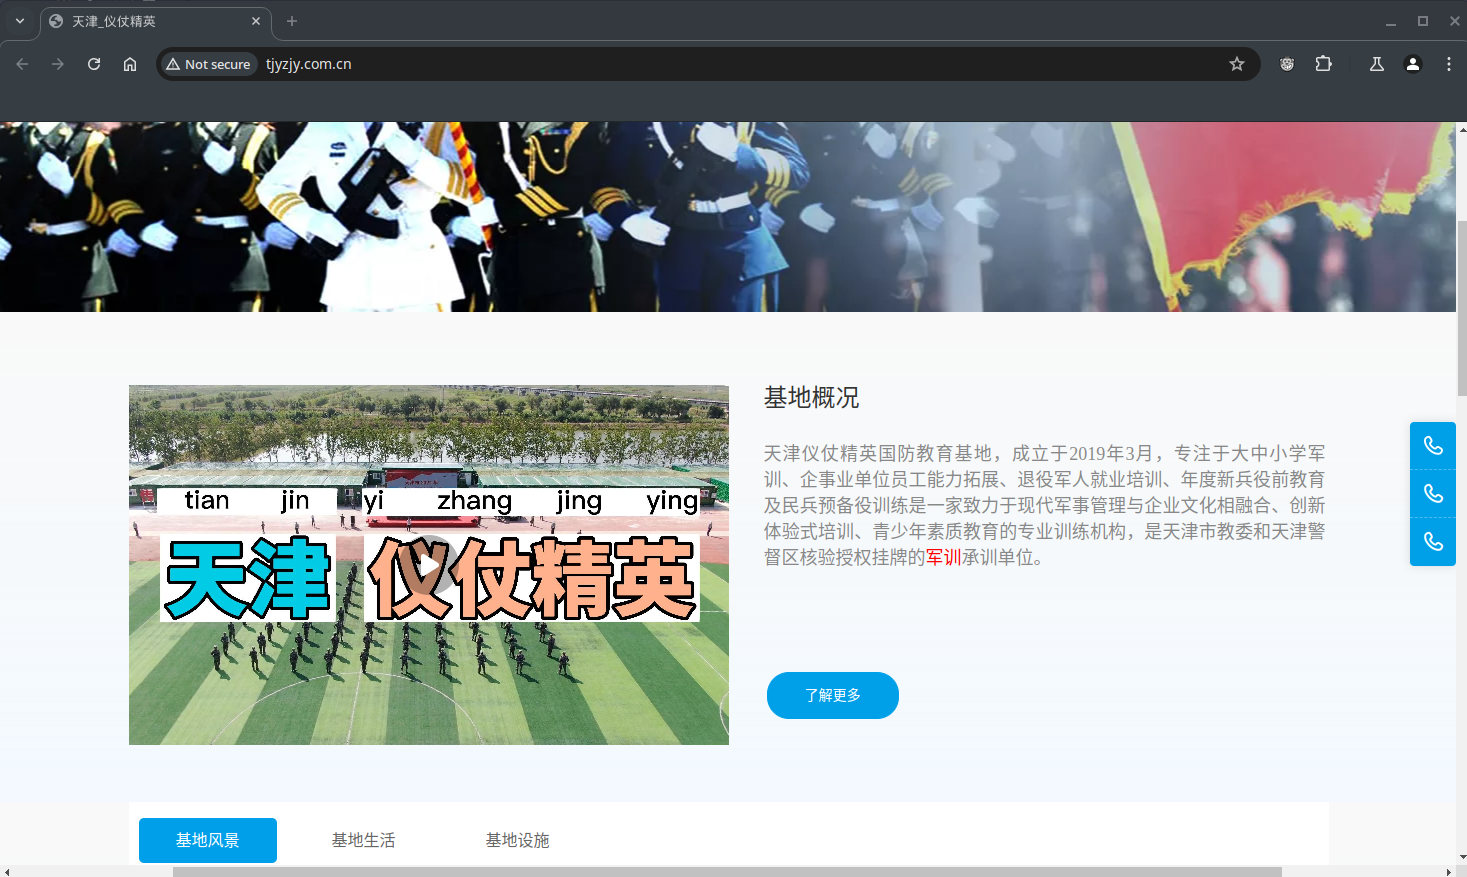 天津_仪仗精英
Not secure
tjyzjy.com.cn
基地概况
天津仪仗精英国防教育基地，成立于2019年3月，专注于大中小学军
训、企事业单位员工能力拓展、退役军人就业培训、年度新兵役前教育
及民兵预备役训练是一家致力于现代军事管理与企业文化相融合、创新
体验式培训、青少年素质教育的专业训练机构，是天津市教委和天津警
督区核验授权挂牌的军训承训单位。
tian jin yi zhang jing ying
天津 仪仗精英
了解更多
基地风景
基地生活
基地设施